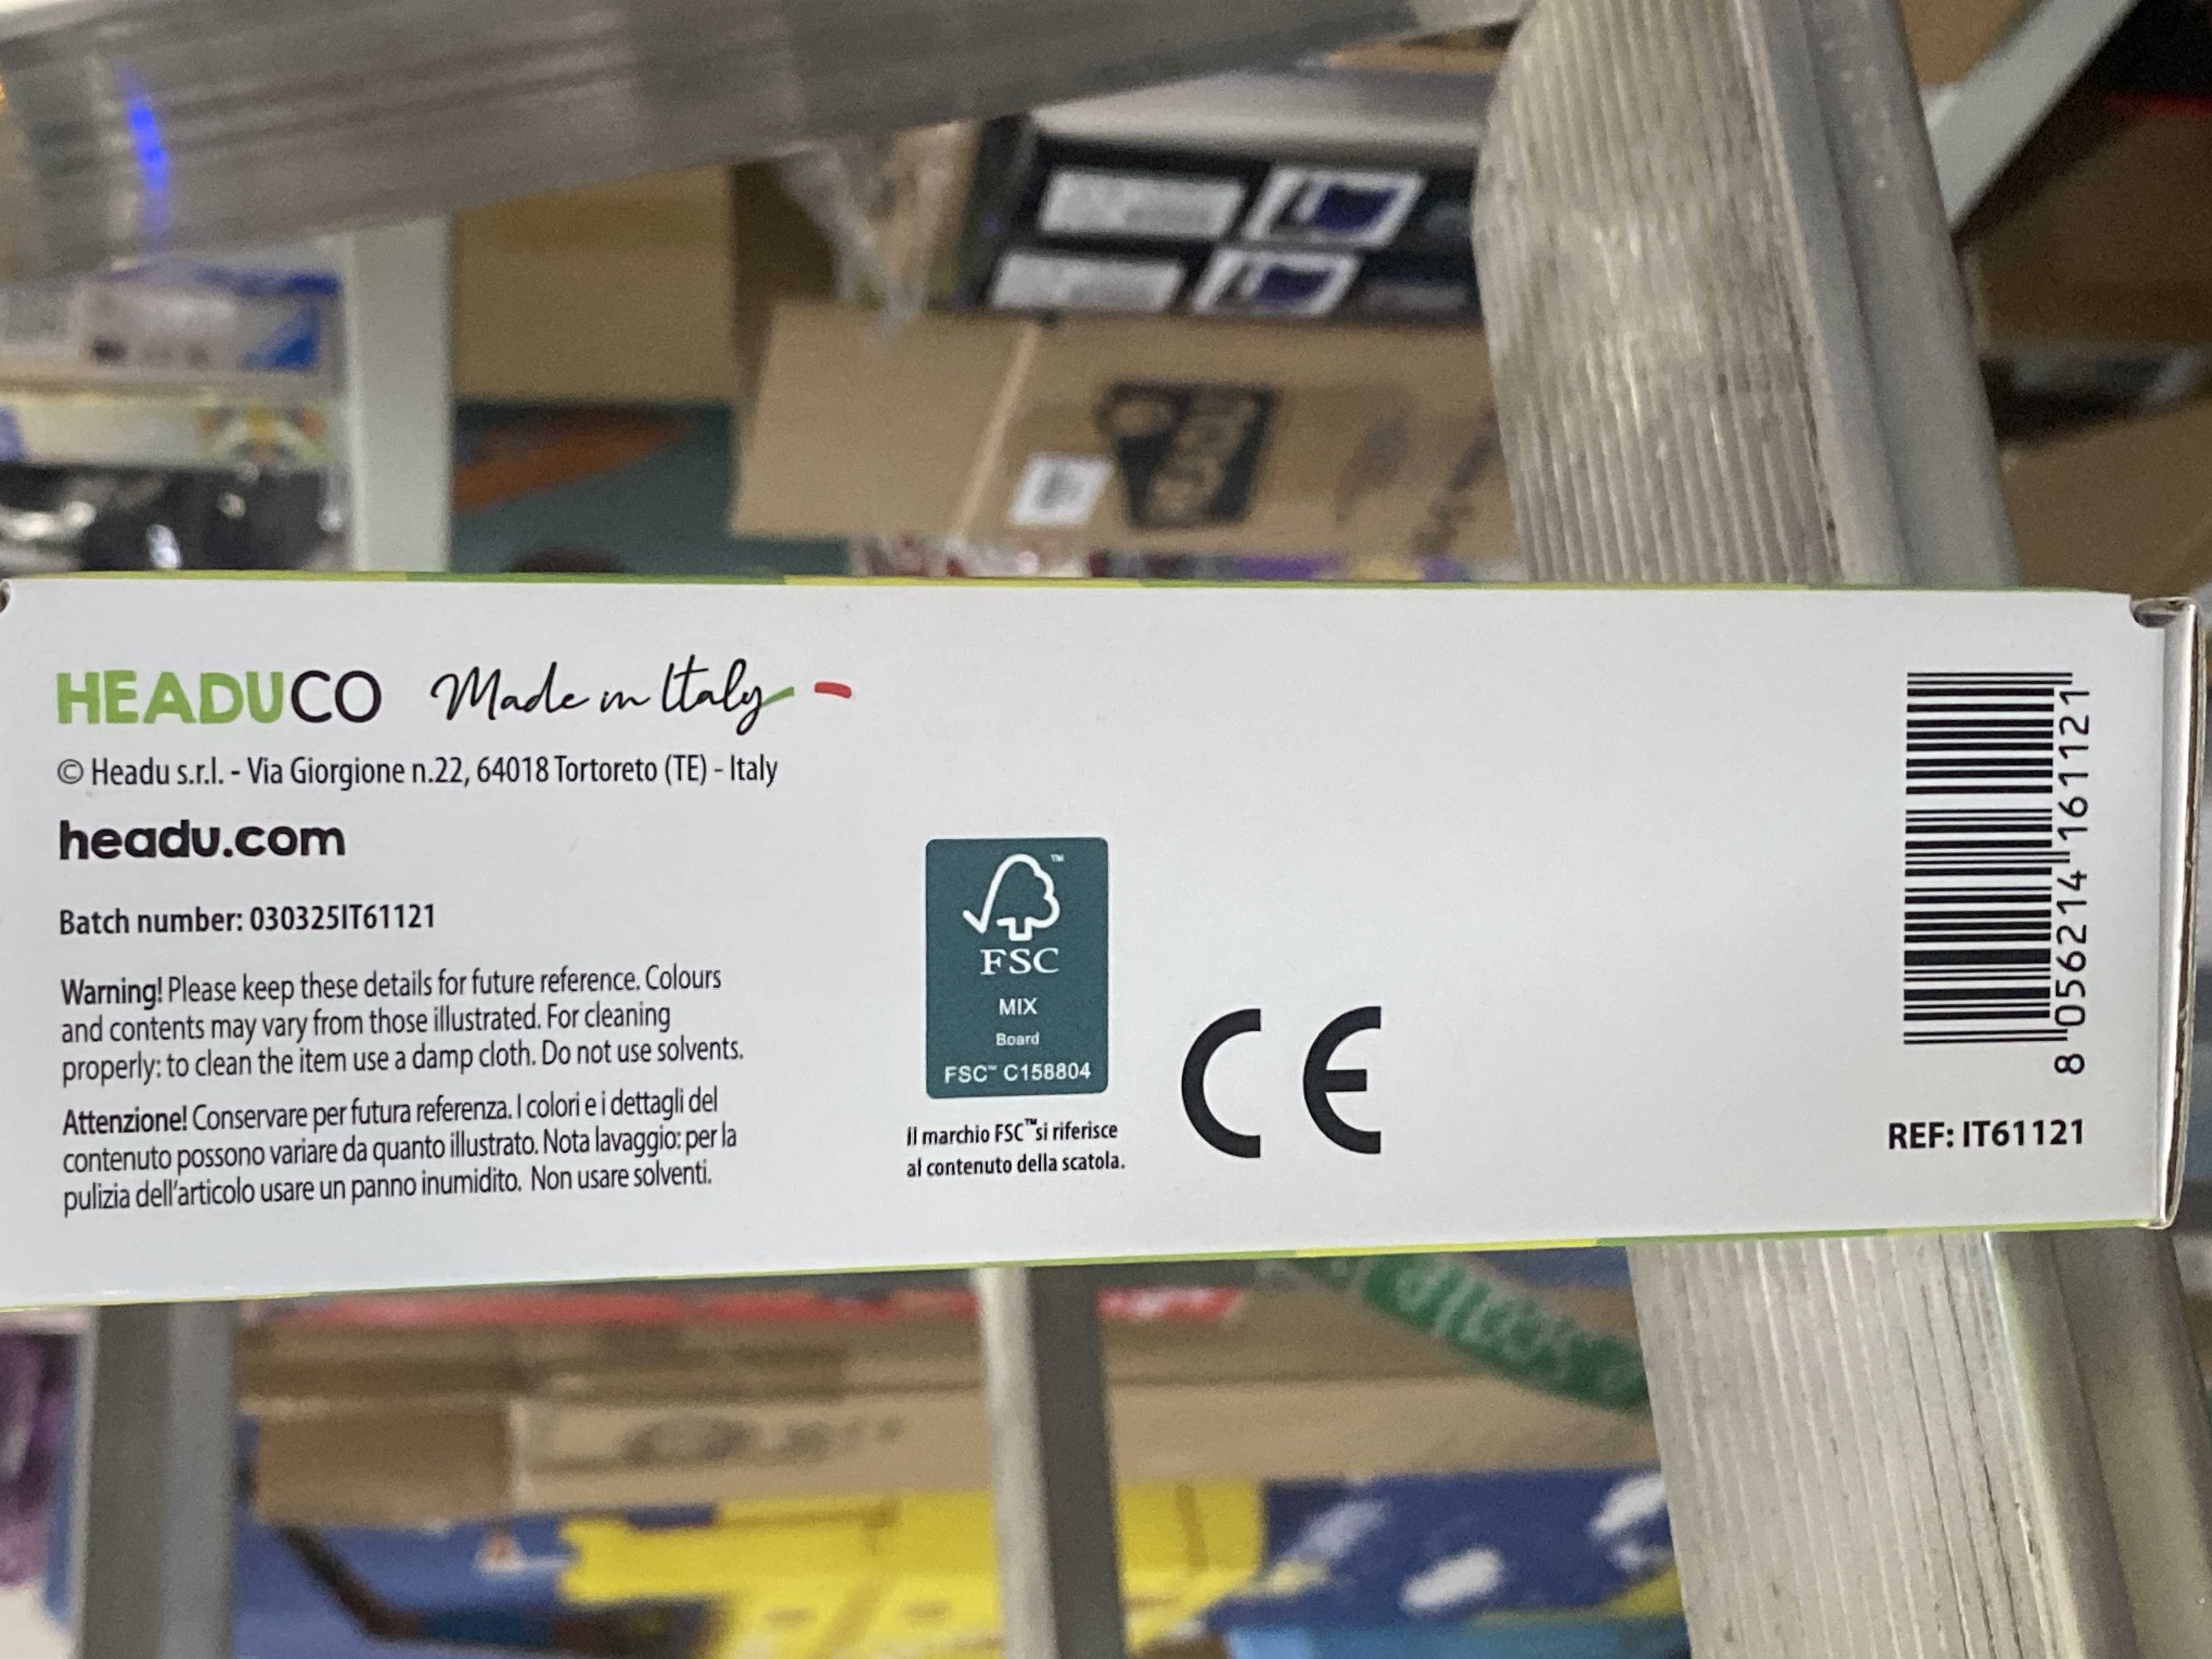 HEADUCO Made in Italy
© Headu s.r.l. - Via Giorgione n.22, 64018 Tortoreto (TE) - Italy
headu.com
Batch number: 030325IT61121
Warning! Please keep these details for future reference. Colours
and contents may vary from those illustrated. For cleaning
properly: to clean the item use a damp cloth. Do not use solvents.
Attenzione! Conservare per futura referenza. I colori e i dettagli del
contenuto possono variare da quanto illustrato. Nota lavaggio: per la
pulizia dell'articolo usare un panno inumidito. Non usare solventi.
™
FSC
MIX
Board
FSC™ C158804
Il marchio FSC™ si riferisce
al contenuto della scatola.
CE
8 056214 161121
REF: IT61121